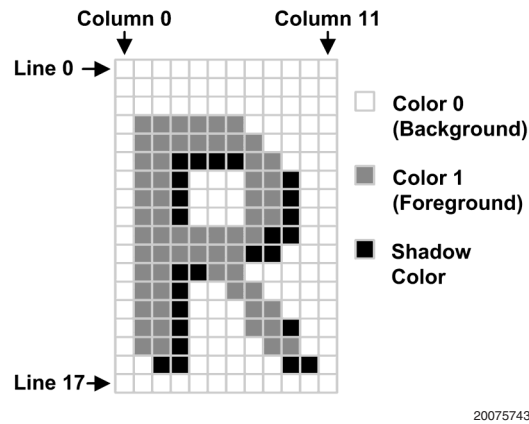 Column 0 Column 11
Line 0
Color 0
(Background)
Color 1
(Foreground)
Shadow
Color
Line 17
20075743